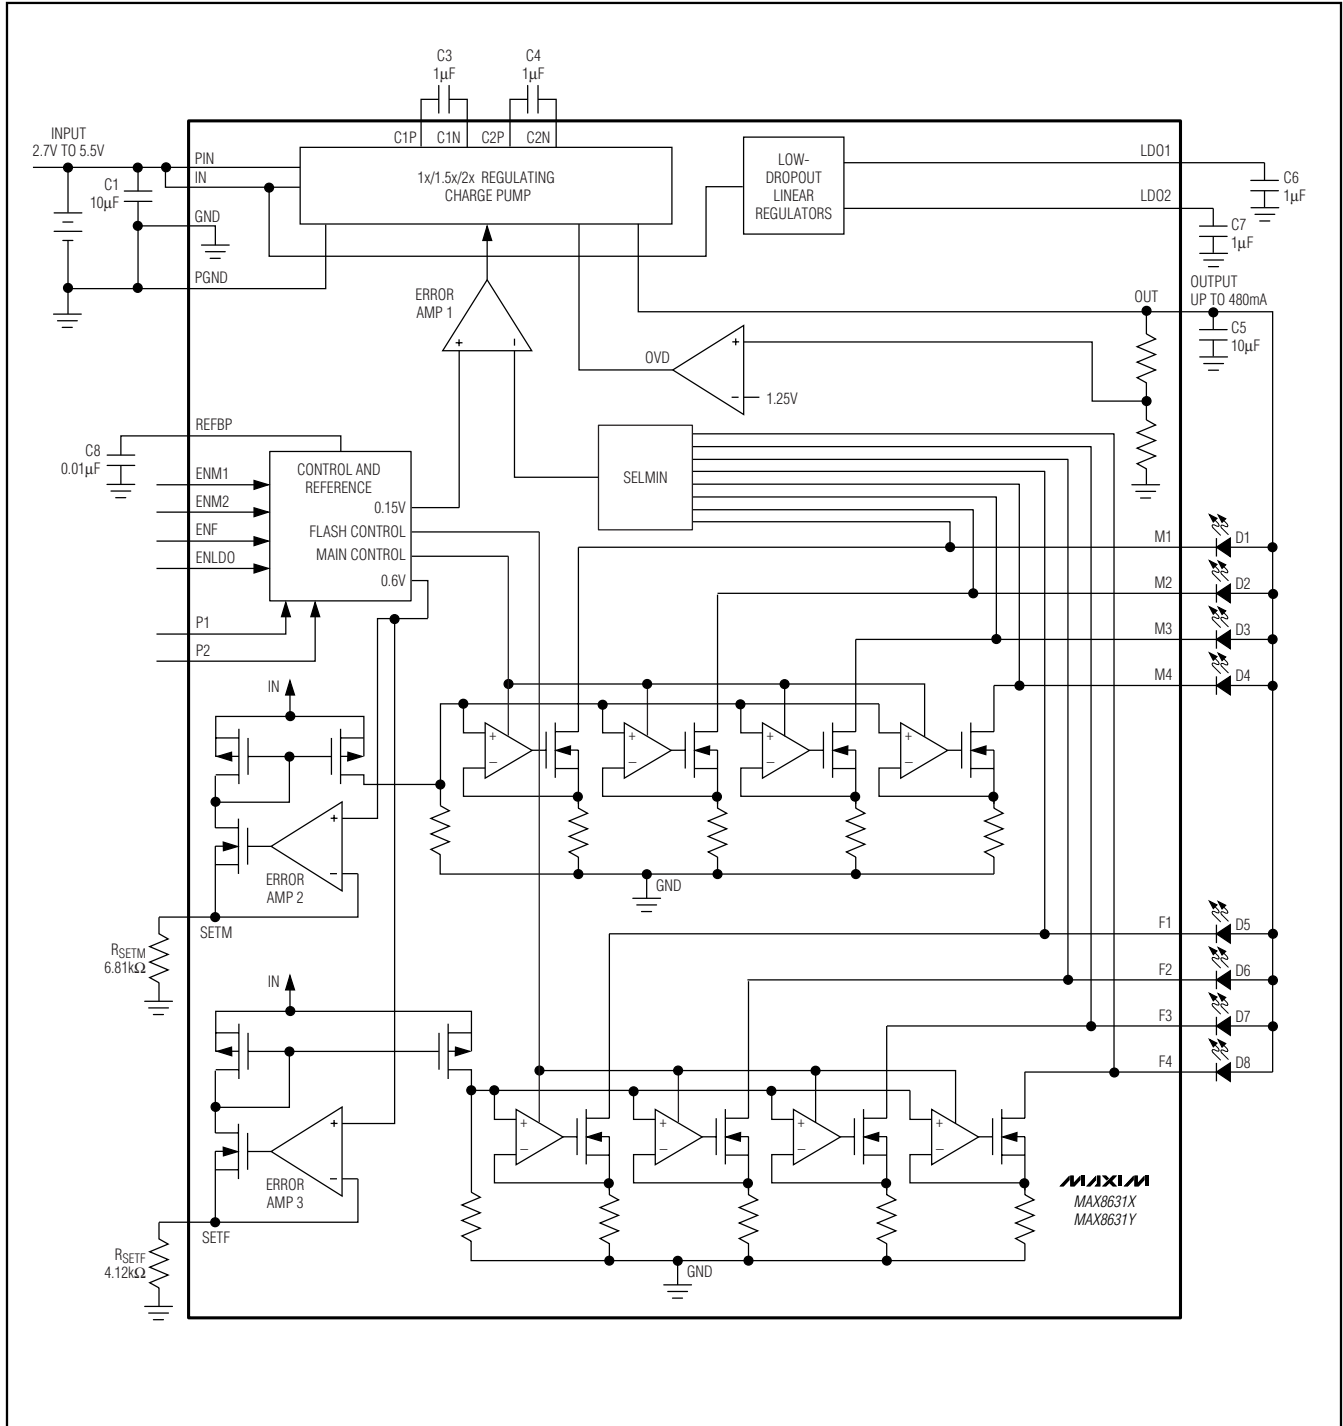 C3
1µF
C4
1µF
INPUT
2.7V TO 5.5V
C1P
C1N
C2P
C2N
PIN
IN
C1
10µF
GND
PGND
1x/1.5x/2x REGULATING
CHARGE PUMP
LOW-
DROPOUT
LINEAR
REGULATORS
LDO1
LDO2
C6
1µF
C7
1µF
ERROR
AMP 1
+
−
OUT
OUTPUT
UP TO 480mA
C5
10µF
OVD
+
−
1.25V
REFBP
C8
0.01µF
ENM1
ENM2
ENF
ENLDO
P1
P2
CONTROL AND
REFERENCE
0.15V
FLASH CONTROL
MAIN CONTROL
0.6V
SELMIN
M1
D1
M2
D2
M3
D3
M4
D4
IN
+
−
+
−
+
−
+
−
+
−
ERROR
AMP 2
GND
SETM
RSETM
6.81kΩ
F1
D5
F2
D6
F3
D7
F4
D8
IN
+
−
+
−
+
−
+
−
+
−
ERROR
AMP 3
GND
SETF
RSETF
4.12kΩ
MAXIM
MAX8631X
MAX8631Y